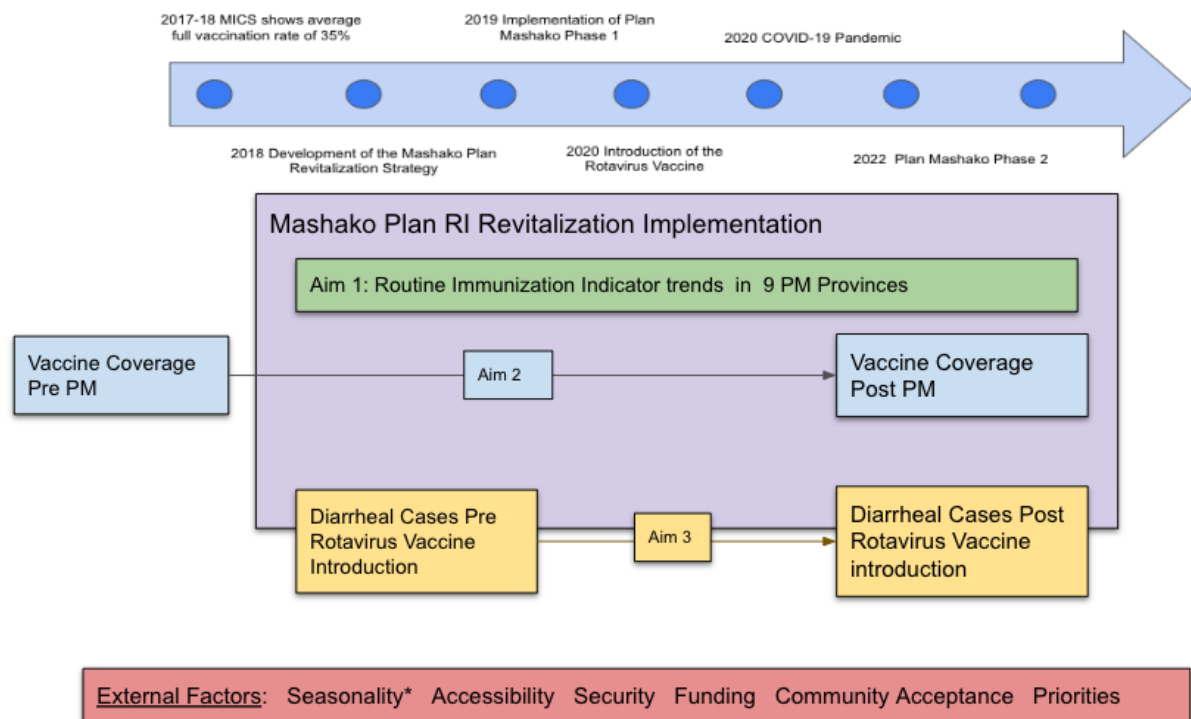 2017-18 MICS shows average
full vaccination rate of 35%
2019 Implementation of Plan
Mashako Phase 1
2020 COVID-19 Pandemic
2018 Development of the Mashako Plan
Revitalization Strategy
2020 Introduction of the
Rotavirus Vaccine
2022 Plan Mashako Phase 2
Mashako Plan RI Revitalization Implementation
Aim 1: Routine Immunization Indicator trends in 9 PM Provinces
Vaccine Coverage
Pre PM
Aim 2
Vaccine Coverage
Post PM
Diarrheal Cases Pre
Rotavirus Vaccine
Introduction
Aim 3
Diarrheal Cases Post
Rotavirus Vaccine
introduction
External Factors: Seasonality* Accessibility Security Funding Community Acceptance Priorities